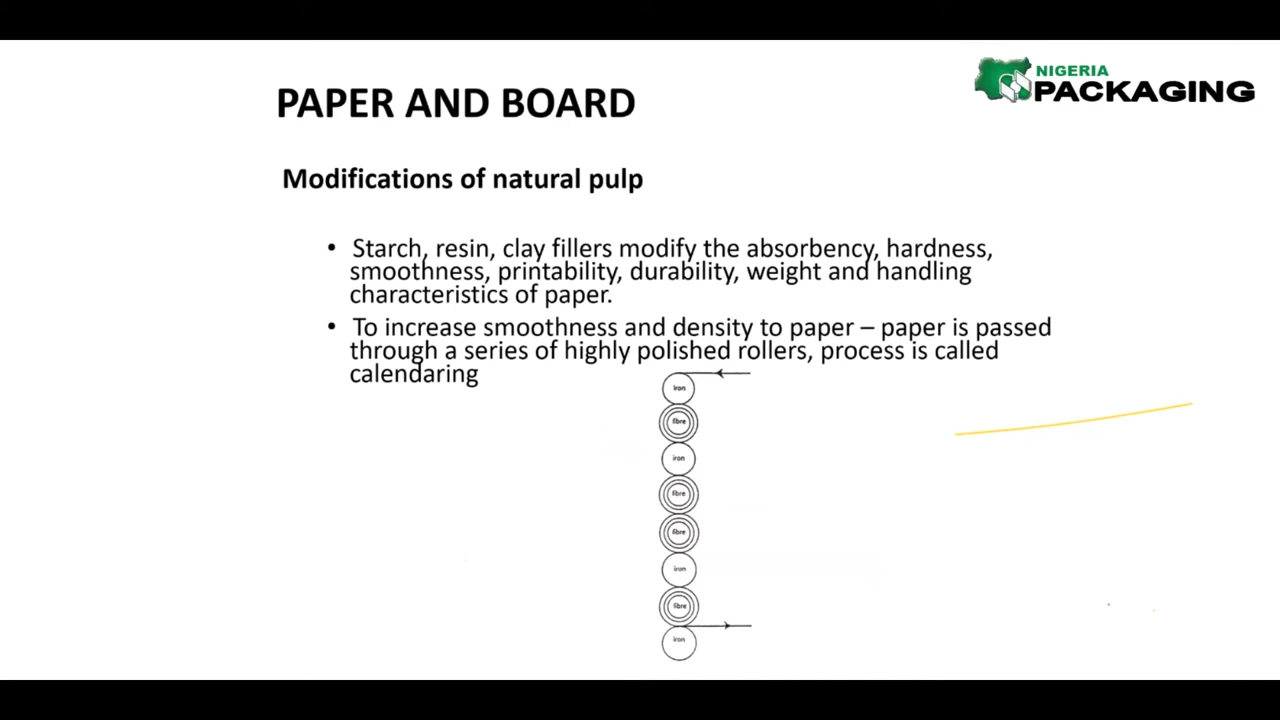 NIGERIA
PACKAGING
PAPER AND BOARD
Modifications of natural pulp
• Starch, resin, clay fillers modify the absorbency, hardness,
smoothness, printability, durability, weight and handling
characteristics of paper.
• To increase smoothness and density to paper – paper is passed
through a series of highly polished rollers, process is called
calendaring
iron
fibre
iron
fibre
fibre
iron
fibre
iron